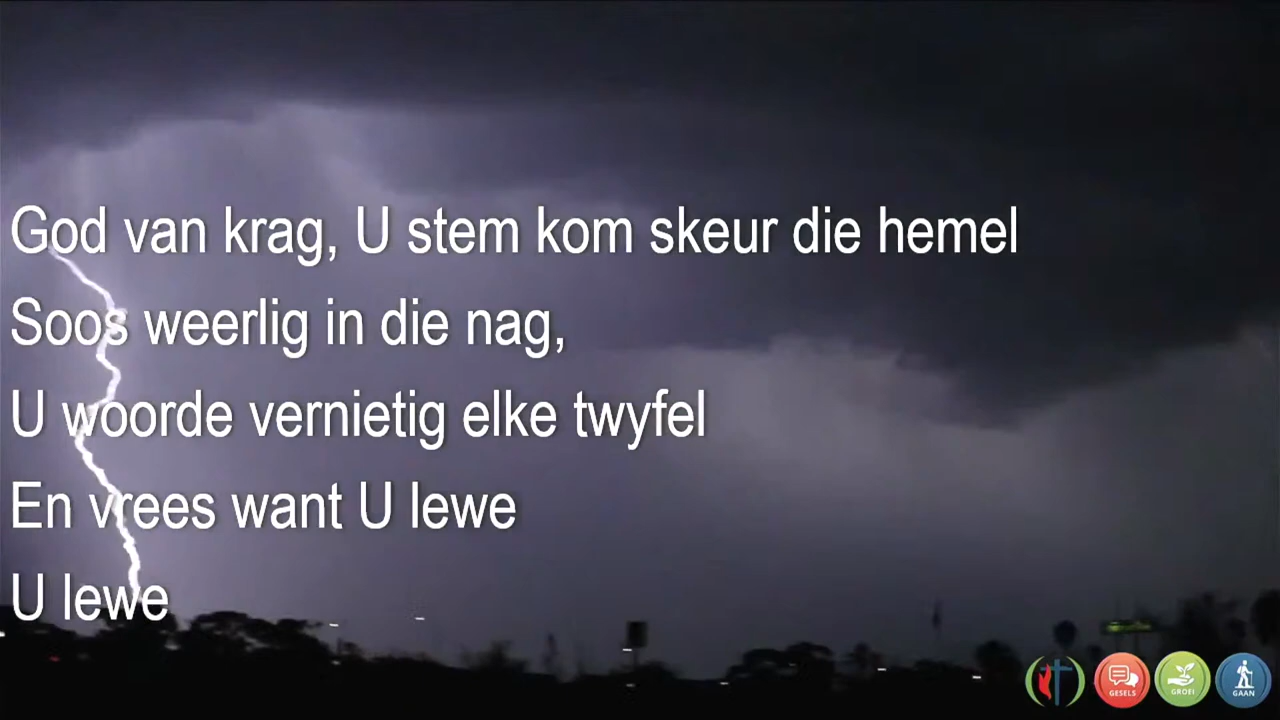 God van krag, U stem kom skeur die hemel
Soos weerlig in die nag,
U woorde vernietig elke twyfel
En vrees want U lewe
U lewe
GESELS
GROEI
GAAN